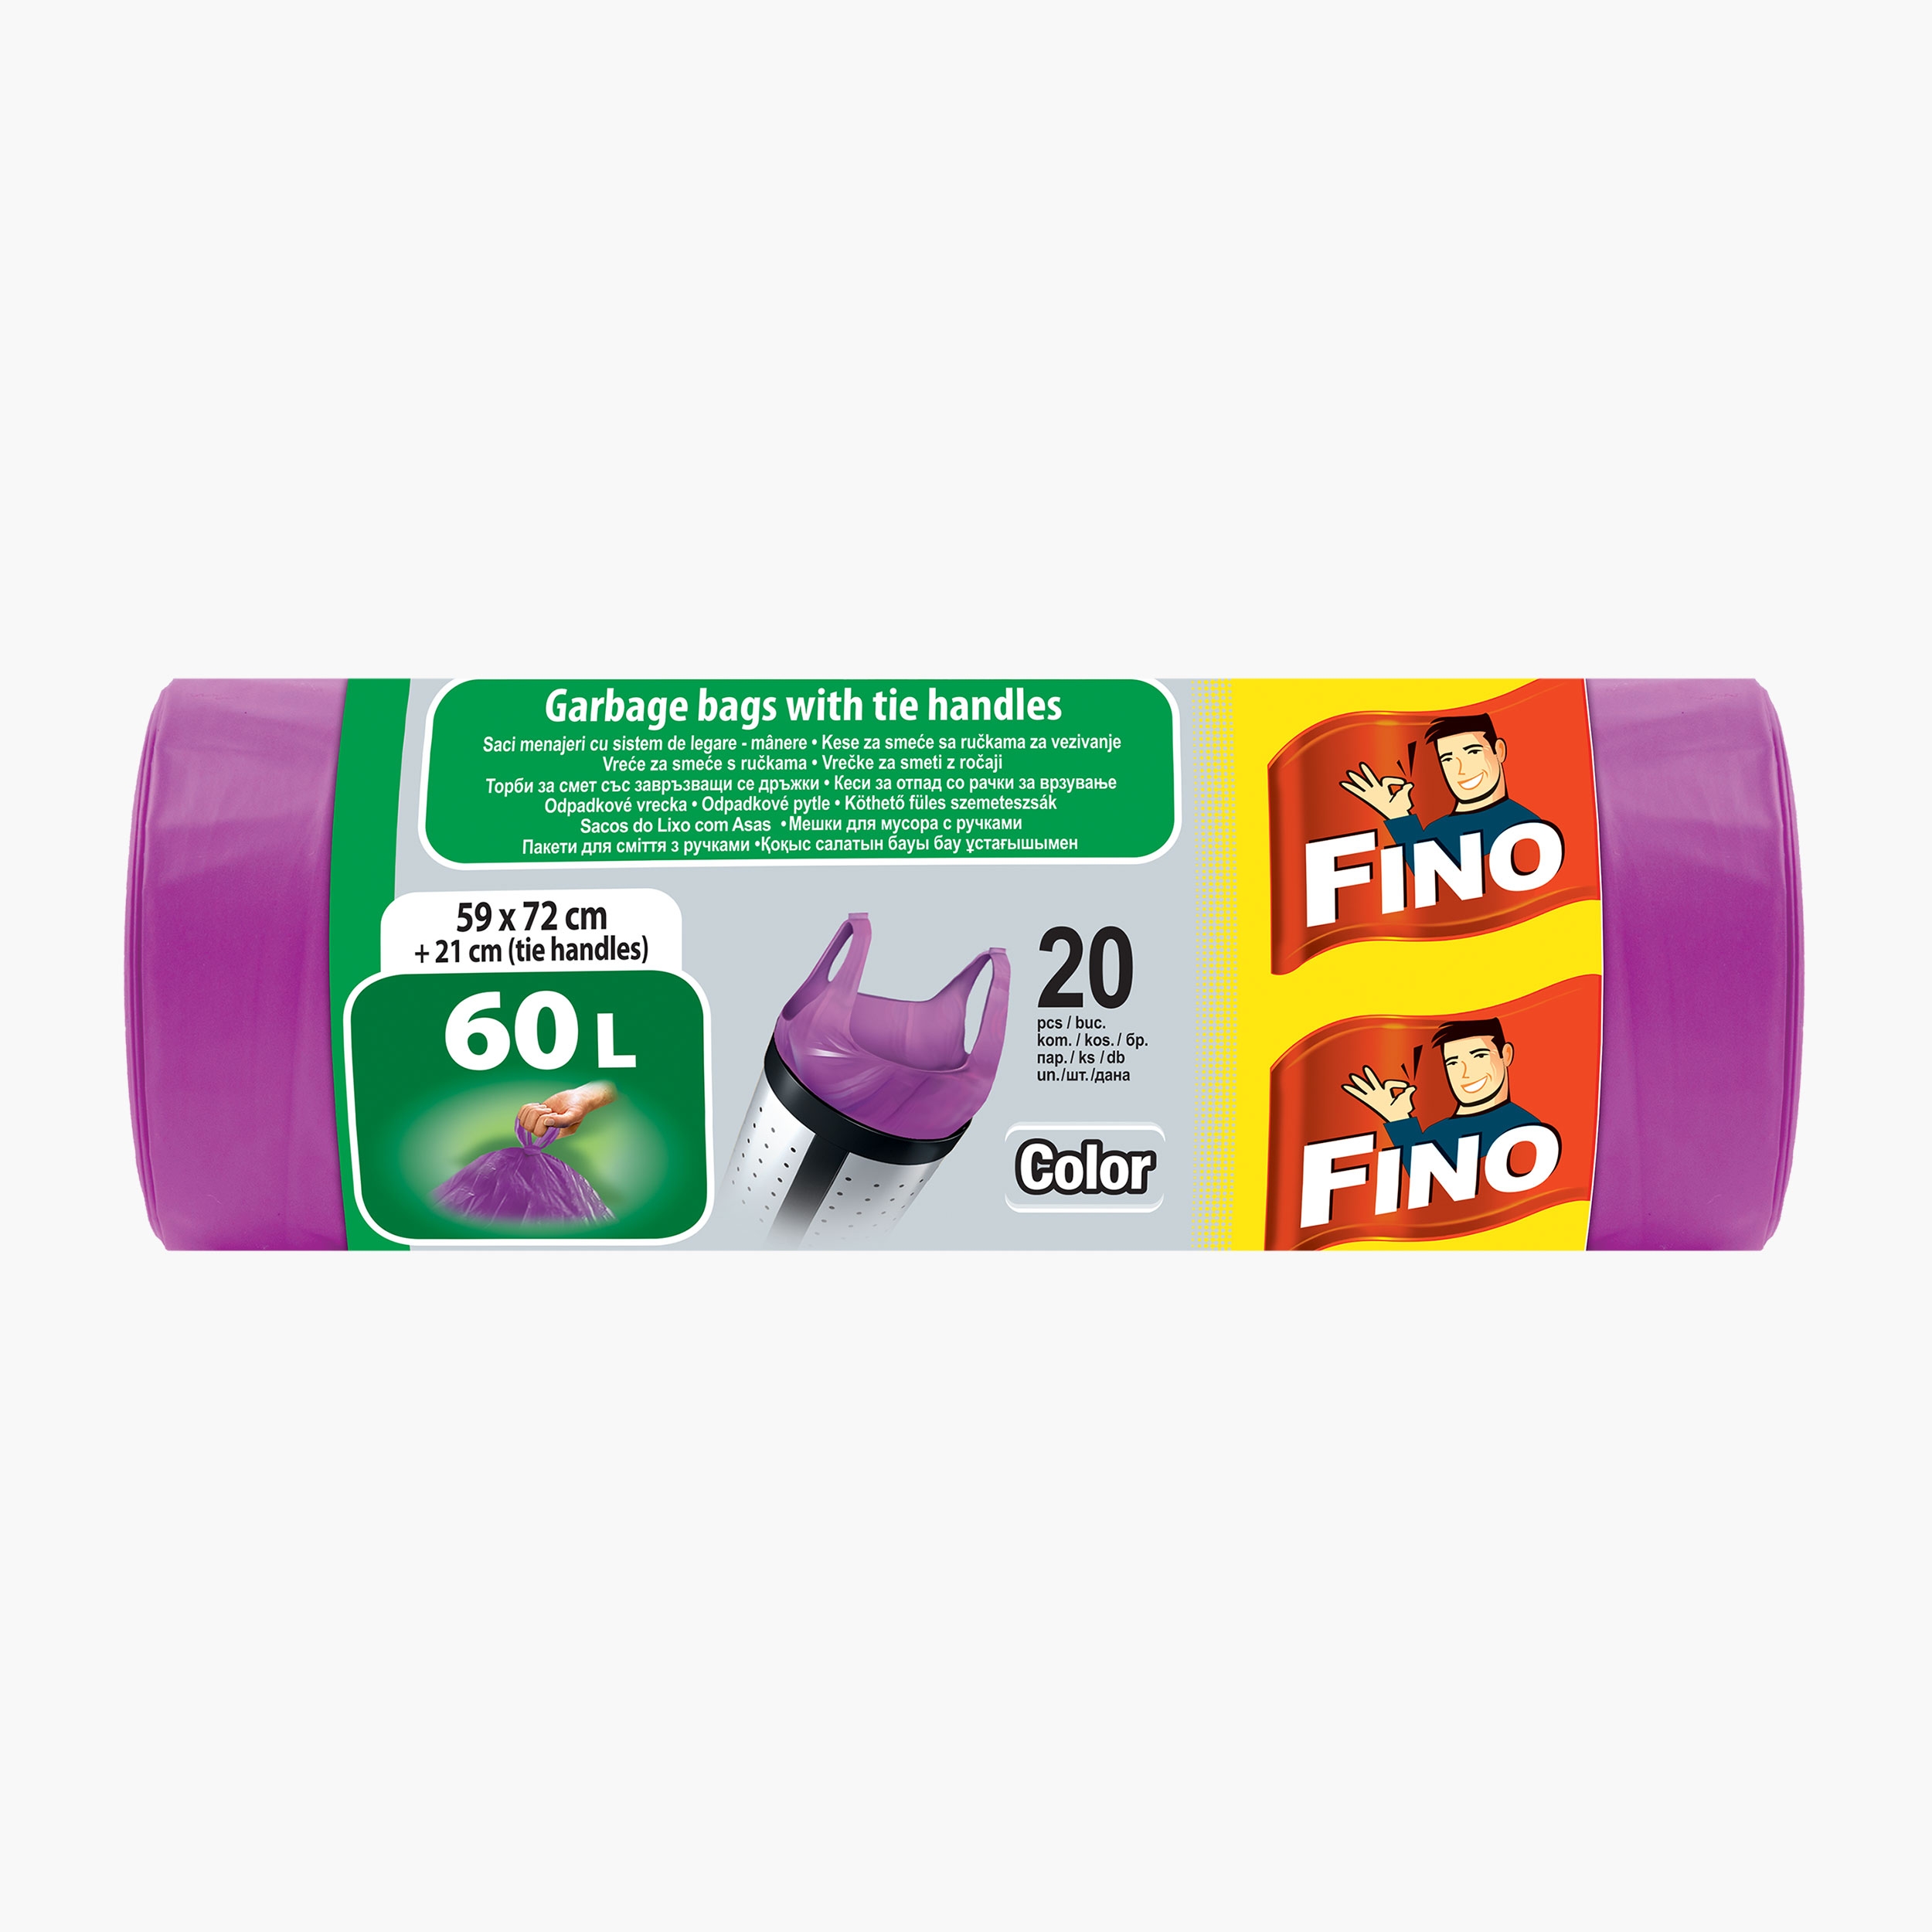 Garbage bags with tie handles
Saci menajeri cu sistem de legare - mânere • Kese za smeće sa ručkama za vezivanje
Vreće za smeće s ručkama • Vrečke za smeti z ročaji
Торби за смет със завръзващи се дръжки • Кеси за отпад со рачки за врзување
Odpadkové vrecka • Odpadkové pytle • Köthető füles szemeteszsák
Sacos do Lixo com Asas • Мешки для мусора с ручками
Пакети для сміття з ручками •Қоқыс салатын бауы бау ұстағышымен
59 x 72 cm
+ 21 cm (tie handles)
60 L
20
pcs / buc.
kom. / kos. / бр.
пар. / ks / db
un./шт./дана
Color
FINO
FINO